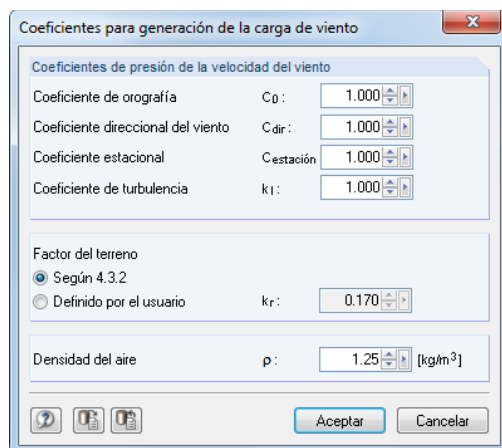 Coeficientes para generación de la carga de viento
Coeficientes de presión de la velocidad del viento
Coeficiente de orografía C0: 1.000
Coeficiente direccional del viento Cdir: 1.000
Coeficiente estacional Cestación 1.000
Coeficiente de turbulencia kI: 1.000
Factor del terreno
Según 4.3.2
Definido por el usuario kr: 0.170
Densidad del aire ρ: 1.25 [kg/m³]
Aceptar Cancelar